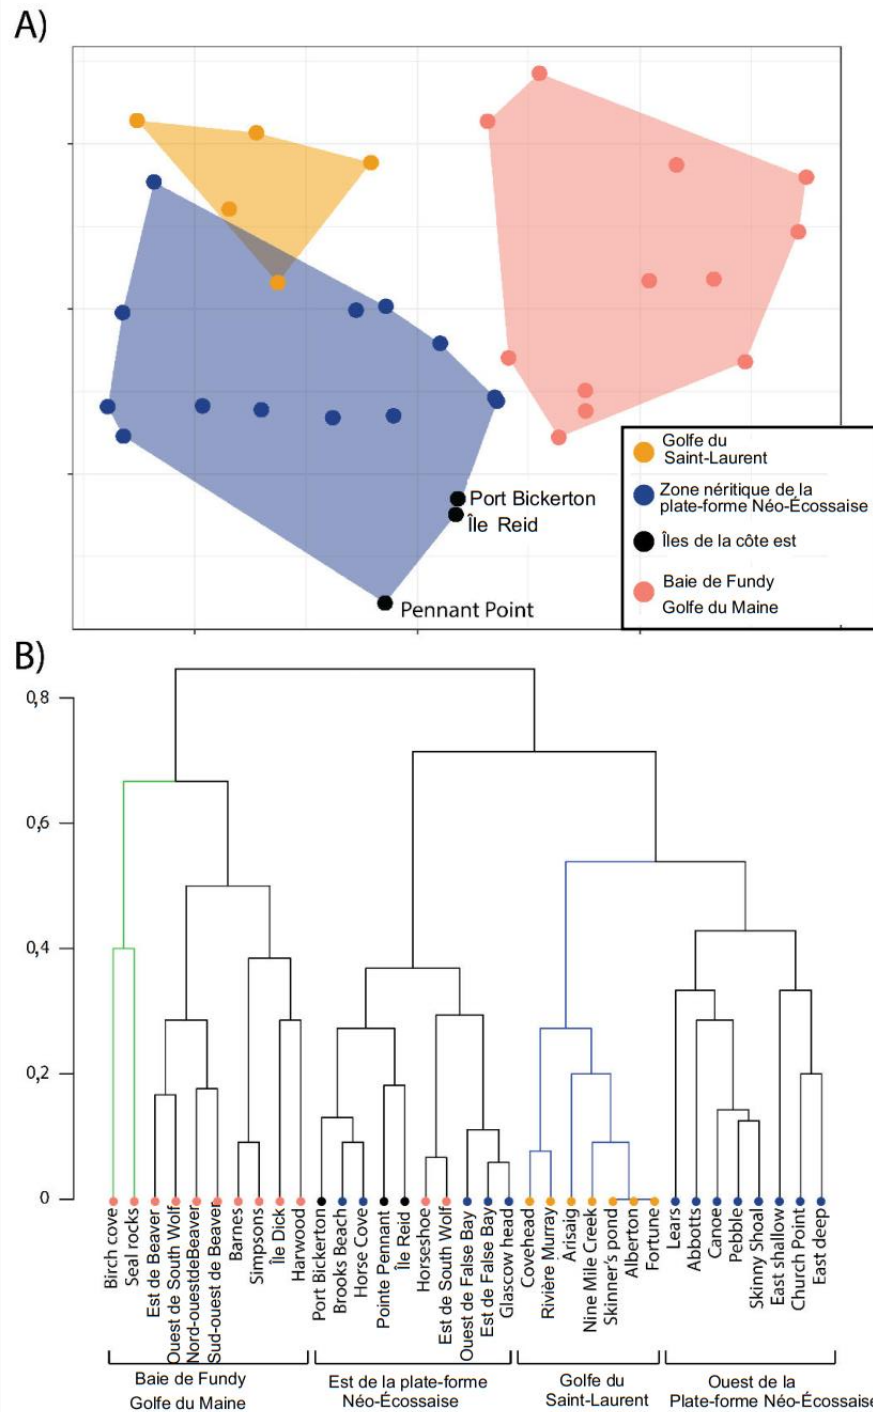 A)
Port Bickerton
Île Reid
Pennant Point
Golfe du
Saint-Laurent
Zone néritique de la
plate-forme Néo-Écossaise
Îles de la côte est
Baie de Fundy
Golfe du Maine
B)
0,8
0,6
0,4
0,2
0
Birch cove
Seal rocks
Est de Beaver
Ouest de South Wolf
Nord-ouestdeBeaver
Sud-ouest de Beaver
Barnes
Simpsons
Île Dick
Harwood
Port Bickerton
Brooks Beach
Horse Cove
Pointe Pennant
Île Reid
Horseshoe
Est de South Wolf
Ouest de False Bay
Est de False Bay
Glascow head
Covehead
Rivière Murray
Arisaig
Nine Mile Creek
Skinner's pond
Alberton
Fortune
Lears
Abbotts
Canoe
Pebble
Skinny Shoal
East shallow
Church Point
East deep
Baie de Fundy
Golfe du Maine
Est de la plate-forme
Néo-Écossaise
Golfe du
Saint-Laurent
Ouest de la
Plate-forme Néo-Écossaise